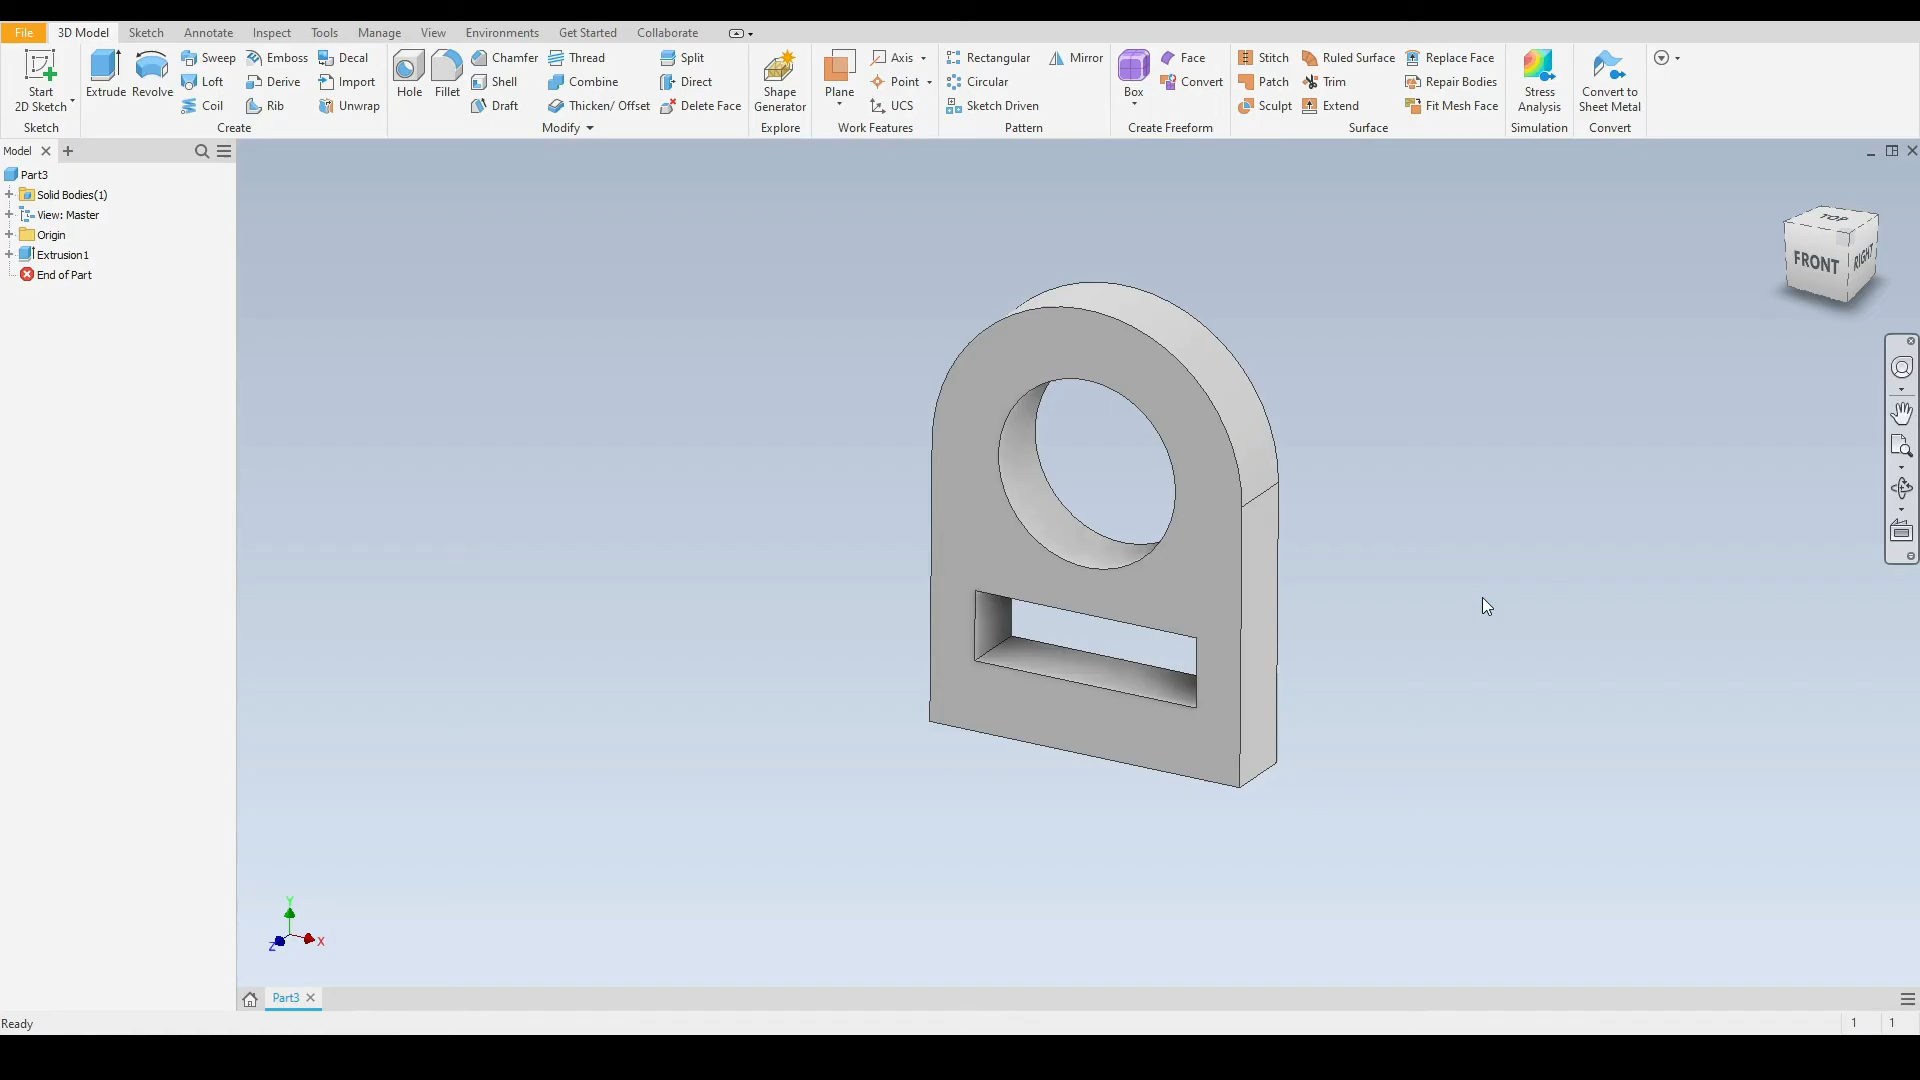 File 3D Model Sketch Annotate Inspect Tools Manage View Environments Get Started Collaborate
Start
2D Sketch
Sketch
Extrude
Revolve
Sweep
Loft
Coil
Emboss
Derive
Rib
Decal
Import
Unwrap
Create
Hole
Fillet
Chamfer
Shell
Draft
Thread
Combine
Thicken/ Offset
Split
Direct
Delete Face
Modify
Shape
Generator
Explore
Plane
Axis
Point
UCS
Work Features
Rectangular
Circular
Sketch Driven
Mirror
Pattern
Box
Face
Convert
Create Freeform
Stitch
Patch
Sculpt
Ruled Surface
Trim
Extend
Replace Face
Repair Bodies
Fit Mesh Face
Surface
Stress
Analysis
Simulation
Convert to
Sheet Metal
Convert
Model
Part3
Solid Bodies(1)
View: Master
Origin
Extrusion1
End of Part
TOP
FRONT
RIGHT
Y
Z
X
Part3
Ready
1 1